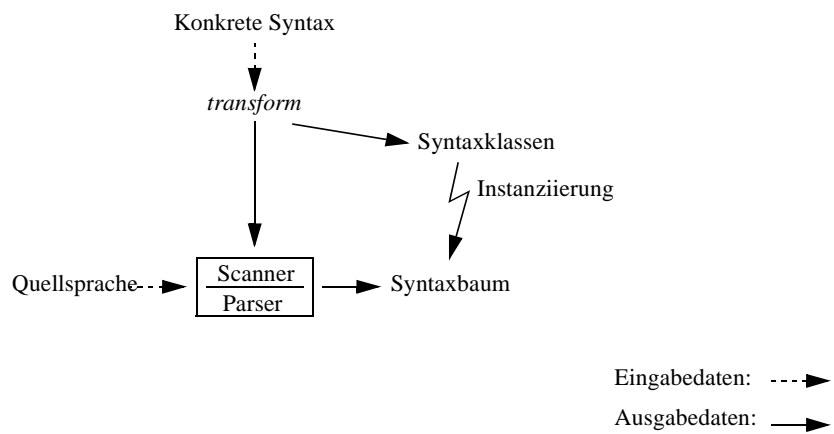 Konkrete Syntax
transform
Syntaxklassen
Instanziierung
Quellsprache
Scanner
Parser
Syntaxbaum
Eingabedaten:
Ausgabedaten: